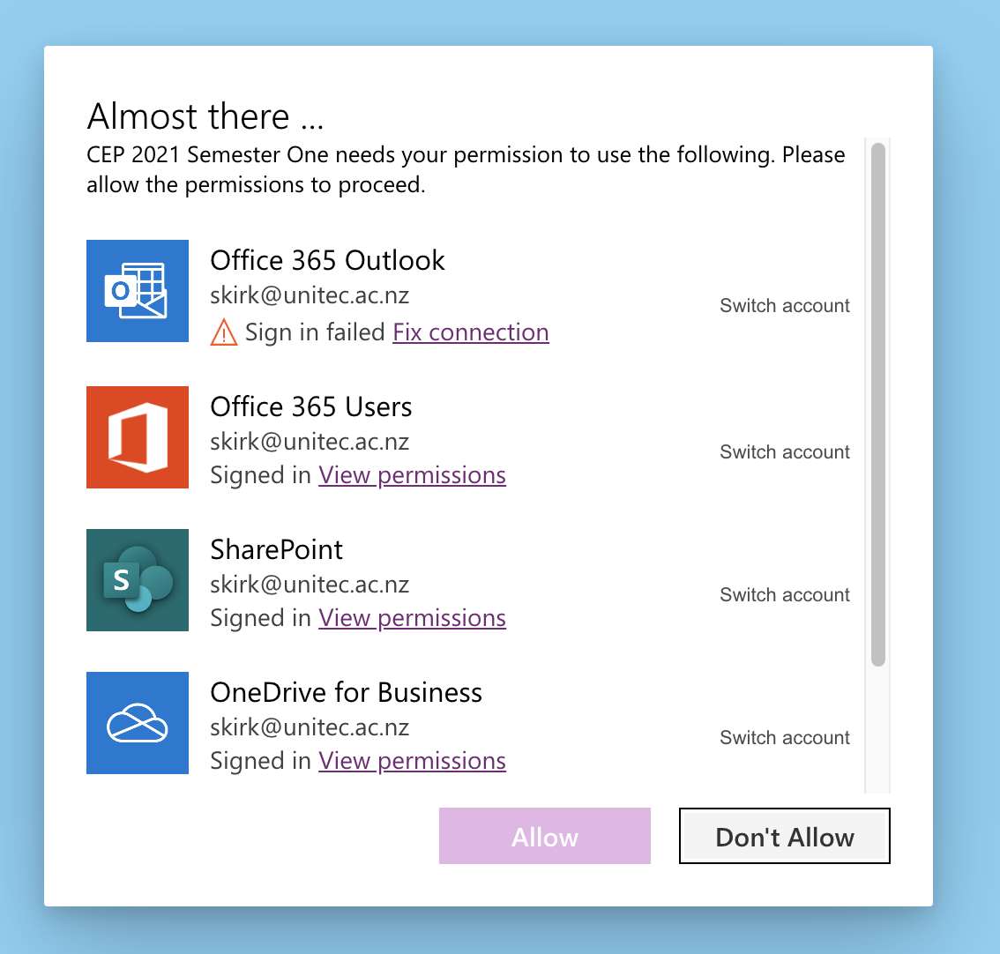 Almost there ...
CEP 2021 Semester One needs your permission to use the following. Please
allow the permissions to proceed.
O
Office 365 Outlook
skirk@unitec.ac.nz
Switch account
Sign in failed Fix connection
Office 365 Users
skirk@unitec.ac.nz
Switch account
Signed in View permissions
S
SharePoint
skirk@unitec.ac.nz
Switch account
Signed in View permissions
OneDrive for Business
skirk@unitec.ac.nz
Switch account
Signed in View permissions
Allow
Don't Allow